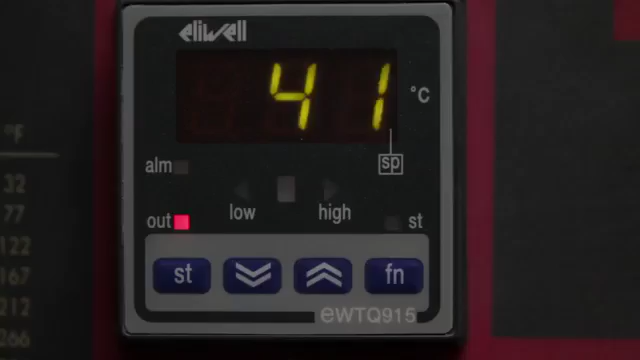 eliwell
41
°C
alm
sp
low
high
out
st
st
fn
eWTQ915
°F
32
77
122
167
212
266